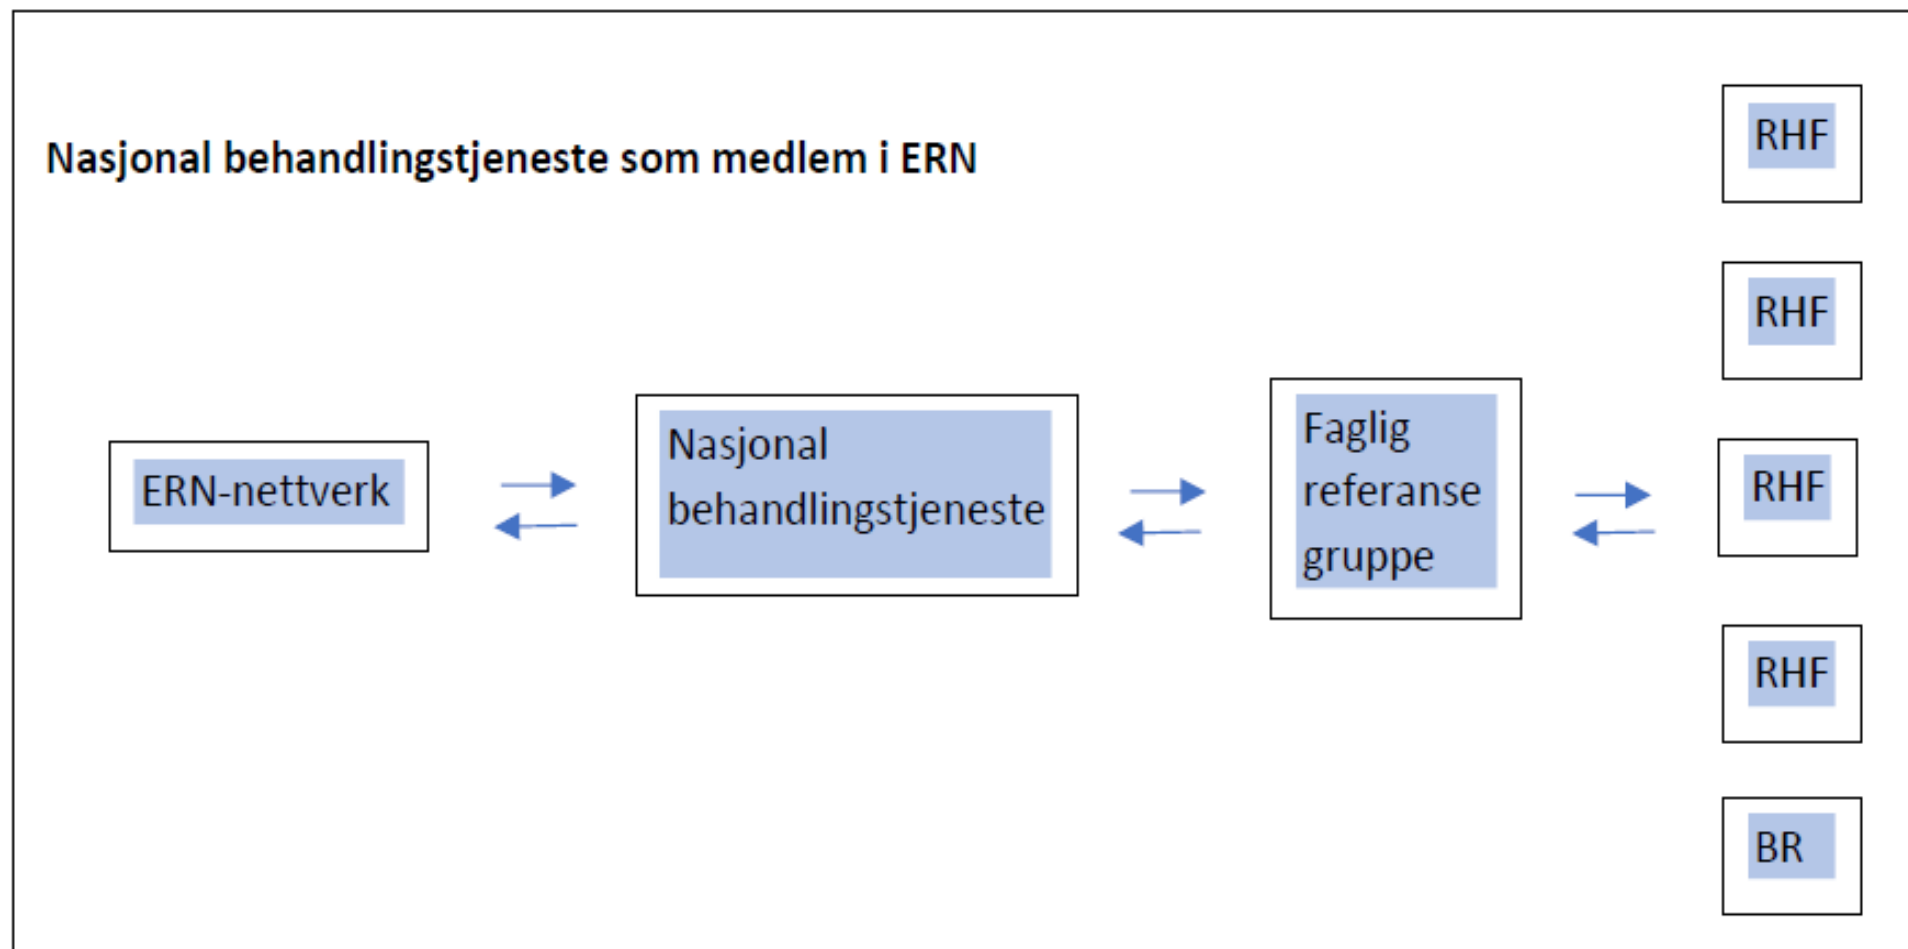 Nasjonal behandlingstjeneste som medlem i ERN
ERN-nettverk
Nasjonal
behandlingstjeneste
Faglig
referanse
gruppe
RHF
RHF
RHF
RHF
BR